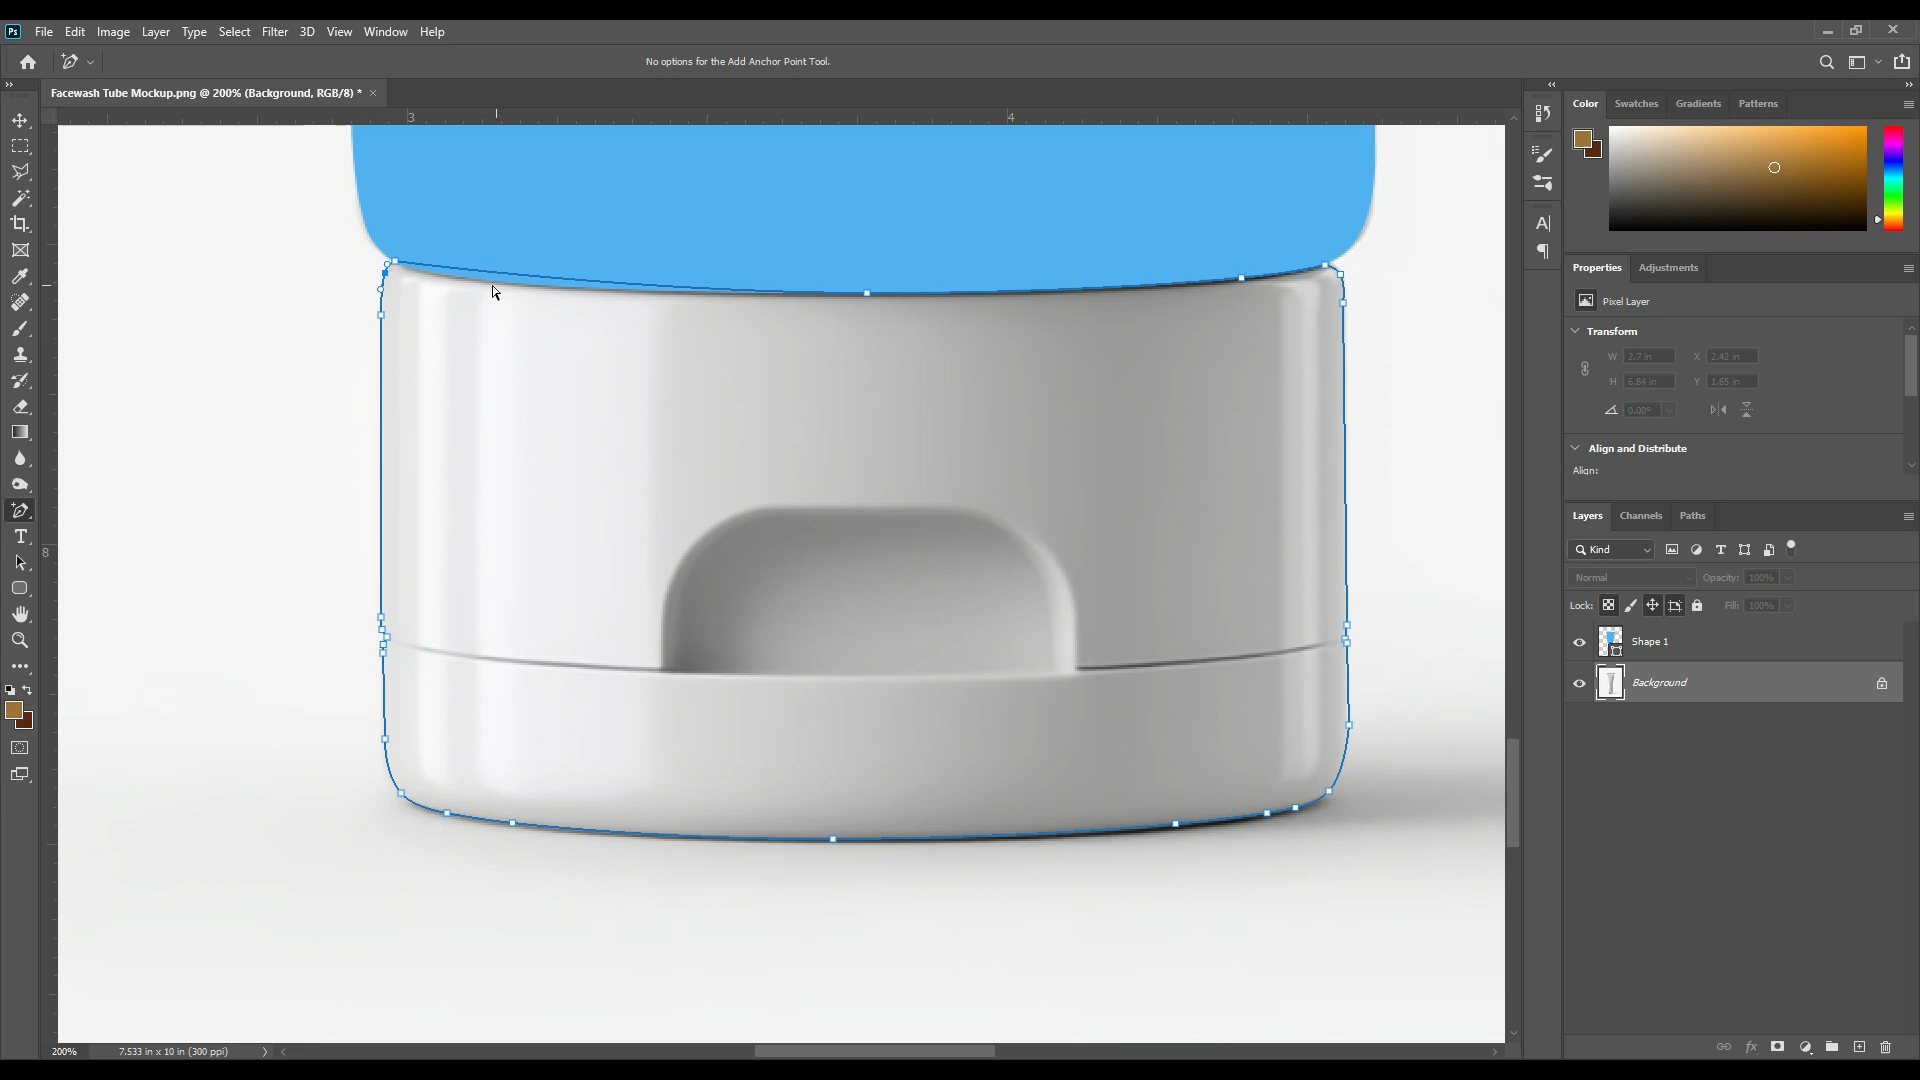 Ps File Edit Image Layer Type Select Filter 3D View Window Help
No options for the Add Anchor Point Tool.
Facewash Tube Mockup.png @ 200% (Background, RGB/8) * ×
3 4
8
Color Swatches Gradients Patterns
Properties Adjustments
Pixel Layer
Transform
W 2.7 in X 2.42 in
H 6.84 in Y 1.65 in
0.00°
Align and Distribute
Align:
Layers Channels Paths
Kind
Normal Opacity: 100%
Lock: Fill: 100%
Shape 1
Background
200% 7.533 in x 10 in (300 ppi)